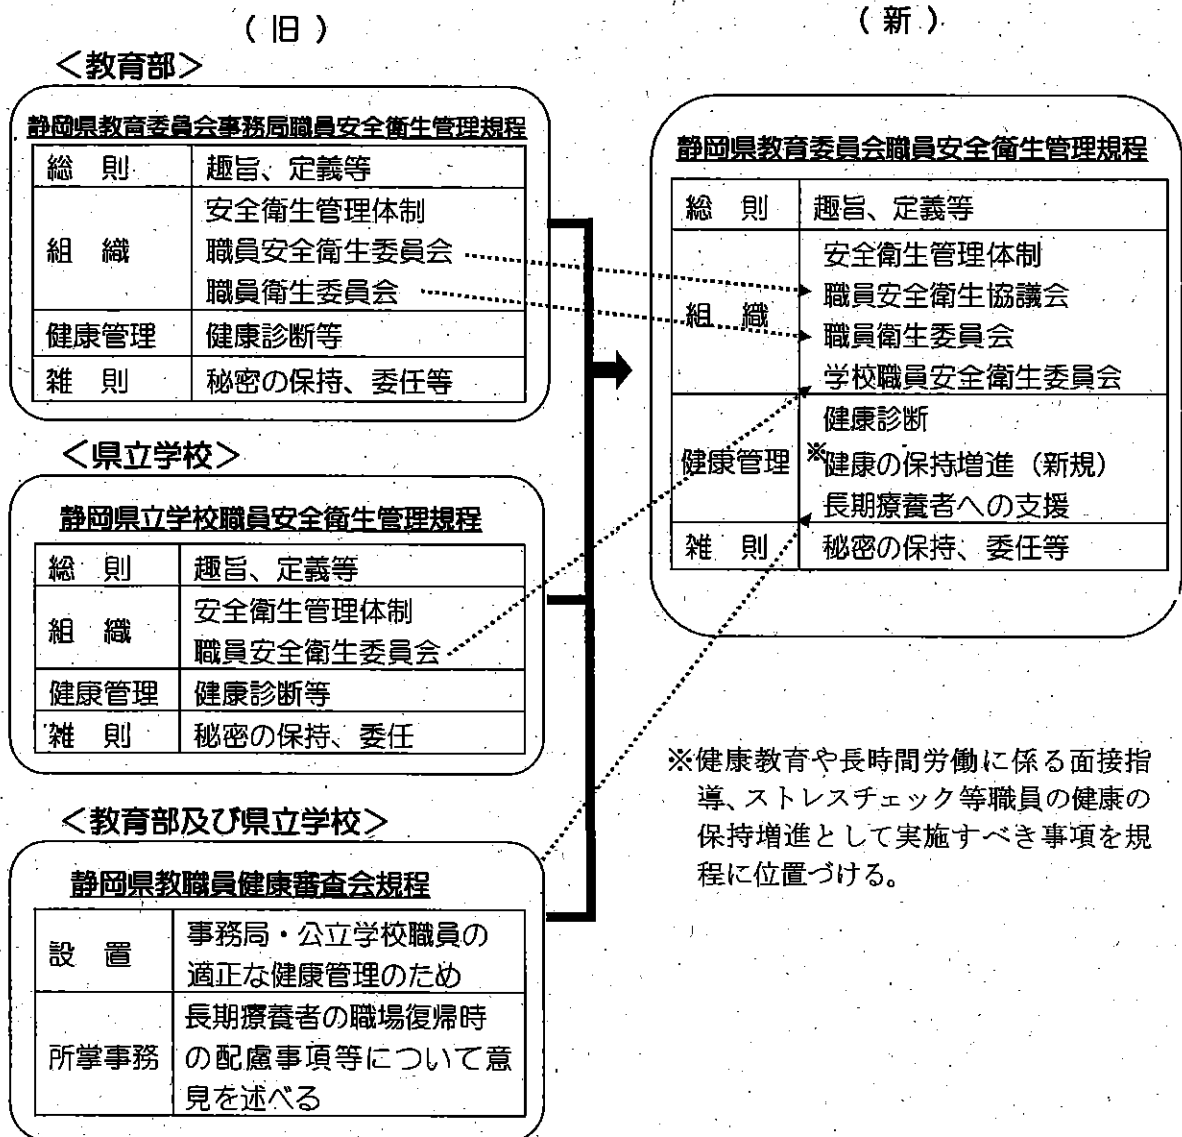 （旧）
＜教育部＞
静岡県教育委員会事務局職員安全衛生管理規程
総　則　趣旨、定義等
組　織　安全衛生管理体制
職員安全衛生委員会
職員衛生委員会
健康管理　健康診断等
雑　則　秘密の保持、委任等
＜県立学校＞
静岡県立学校職員安全衛生管理規程
総　則　趣旨、定義等
組　織　安全衛生管理体制
職員安全衛生委員会
健康管理　健康診断等
雑　則　秘密の保持、委任
＜教育部及び県立学校＞
静岡県教職員健康審査会規程
設　置　事務局・公立学校職員の
適正な健康管理のため
所掌事務　長期療養者の職場復帰時
の配慮事項等について意
見を述べる
（新）
静岡県教育委員会職員安全衛生管理規程
総　則　趣旨、定義等
組　織　安全衛生管理体制
職員安全衛生協議会
職員衛生委員会
学校職員安全衛生委員会
健康管理　健康診断
※健康の保持増進（新規）
長期療養者への支援
雑　則　秘密の保持、委任等
※健康教育や長時間労働に係る面接指
導、ストレスチェック等職員の健康の
保持増進として実施すべき事項を規
程に位置づける。